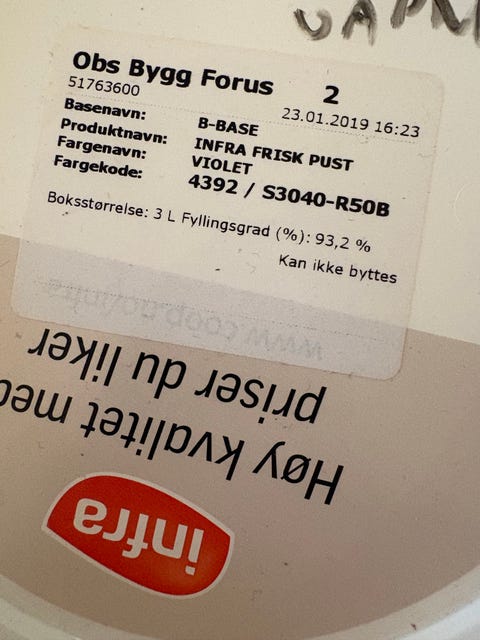 Obs Bygg Forus 2
51763600 23.01.2019 16:23
Basenavn: B-BASE
Produktnavn: INFRA FRISK PUST
Fargenavn: VIOLET
Fargekode: 4392 / S3040-R50B
Boksstørrelse: 3 L Fyllingsgrad (%): 93,2 %
Kan ikke byttes
www.coop.no/infra
infra
Høy kvalitet med
priser du liker